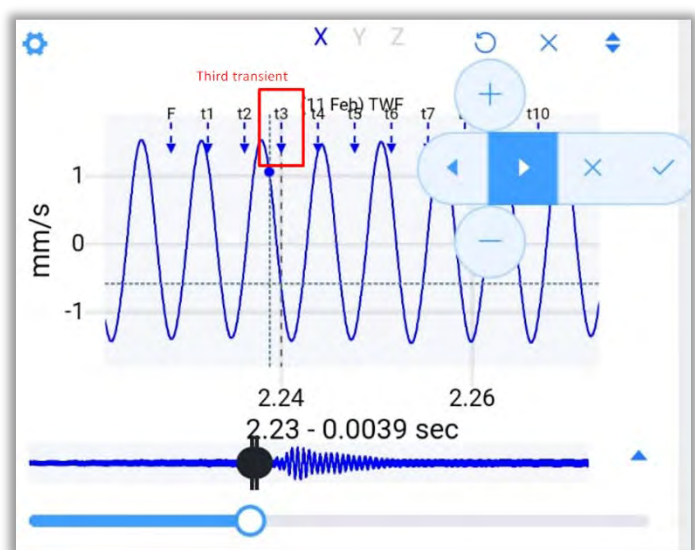 X Y Z
Third transient
(11 Feb) TWF
F t1 t2 t3 t4 t5 t6 t7 t10
1
0
-1
mm/s
2.24 2.26
2.23 - 0.0039 sec